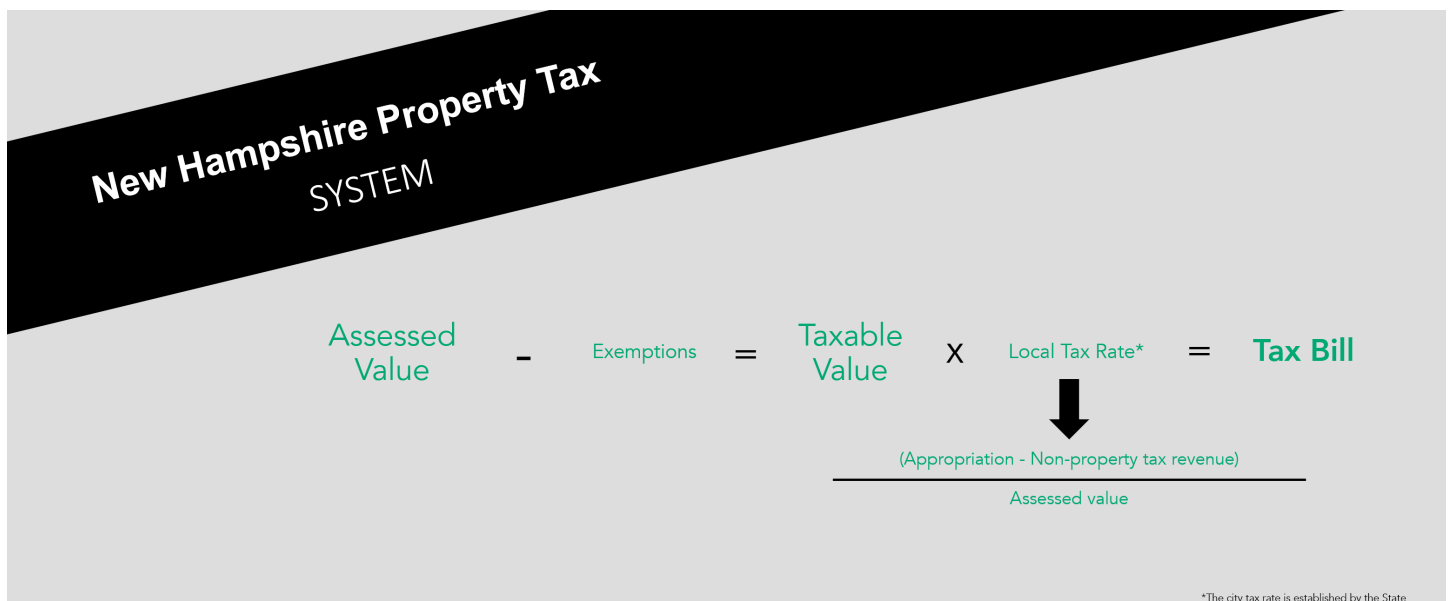 New Hampshire Property Tax
SYSTEM
Assessed
Value
-
Exemptions
=
Taxable
Value
x
Local Tax Rate*
=
Tax Bill
(Appropriation - Non-property tax revenue)
Assessed value
*The city tax rate is established by the State